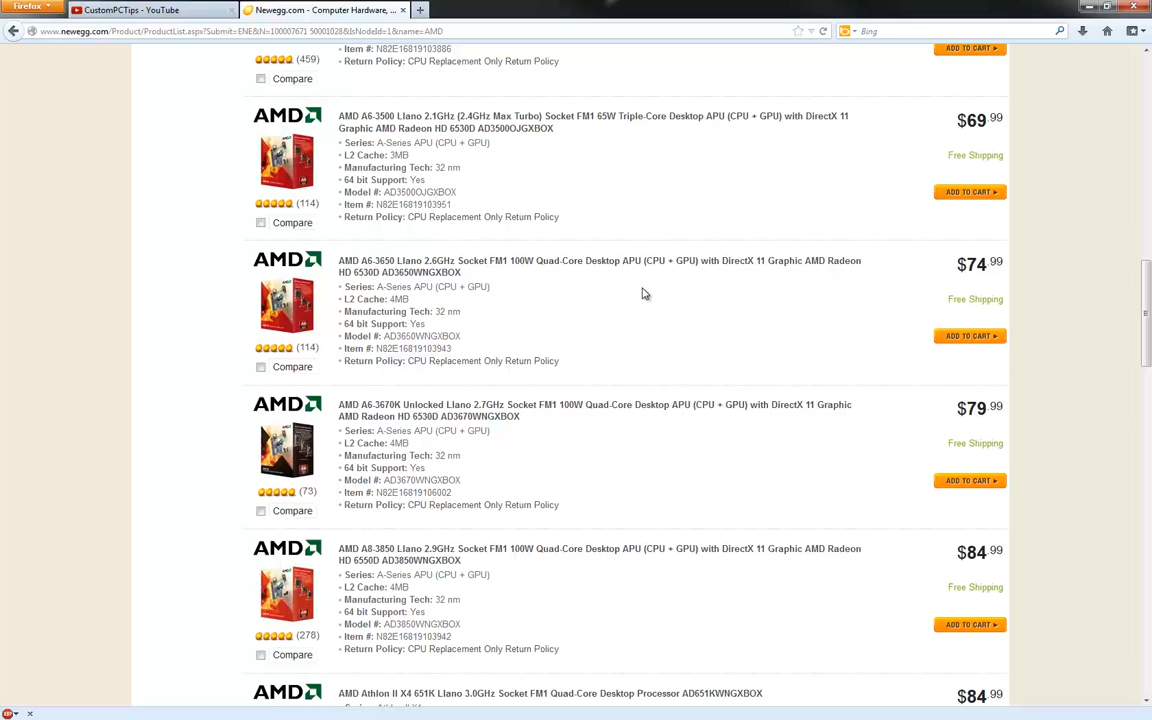 Firefox
CustomPCTips - YouTube
Newegg.com - Computer Hardware, ...
www.newegg.com/Product/ProductList.aspx?Submit=ENE&N=100007671 50001028&IsNodeId=1&name=AMD
Bing
Item #: N82E16819103886
(459)
Return Policy: CPU Replacement Only Return Policy
ADD TO CART
Compare
AMD
AMD A6-3500 Llano 2.1GHz (2.4GHz Max Turbo) Socket FM1 65W Triple-Core Desktop APU (CPU + GPU) with DirectX 11
Graphic AMD Radeon HD 6530D AD3500OJGXBOX
$69.99
Series: A-Series APU (CPU + GPU)
L2 Cache: 3MB
Free Shipping
Manufacturing Tech: 32 nm
64 bit Support: Yes
Model #: AD3500OJGXBOX
ADD TO CART
(114)
Item #: N82E16819103951
Return Policy: CPU Replacement Only Return Policy
Compare
AMD
AMD A6-3650 Llano 2.6GHz Socket FM1 100W Quad-Core Desktop APU (CPU + GPU) with DirectX 11 Graphic AMD Radeon
HD 6530D AD3650WNGXBOX
$74.99
Series: A-Series APU (CPU + GPU)
L2 Cache: 4MB
Free Shipping
Manufacturing Tech: 32 nm
64 bit Support: Yes
Model #: AD3650WNGXBOX
ADD TO CART
(114)
Item #: N82E16819103943
Return Policy: CPU Replacement Only Return Policy
Compare
AMD
AMD A6-3670K Unlocked Llano 2.7GHz Socket FM1 100W Quad-Core Desktop APU (CPU + GPU) with DirectX 11 Graphic
AMD Radeon HD 6530D AD3670WNGXBOX
$79.99
Series: A-Series APU (CPU + GPU)
L2 Cache: 4MB
Free Shipping
Manufacturing Tech: 32 nm
64 bit Support: Yes
Model #: AD3670WNGXBOX
ADD TO CART
(73)
Item #: N82E16819106002
Return Policy: CPU Replacement Only Return Policy
Compare
AMD
AMD A8-3850 Llano 2.9GHz Socket FM1 100W Quad-Core Desktop APU (CPU + GPU) with DirectX 11 Graphic AMD Radeon
HD 6550D AD3850WNGXBOX
$84.99
Series: A-Series APU (CPU + GPU)
L2 Cache: 4MB
Free Shipping
Manufacturing Tech: 32 nm
64 bit Support: Yes
Model #: AD3850WNGXBOX
ADD TO CART
(278)
Item #: N82E16819103942
Return Policy: CPU Replacement Only Return Policy
Compare
AMD
AMD Athlon II X4 651K Llano 3.0GHz Socket FM1 Quad-Core Desktop Processor AD651KWNGXBOX
$84.99